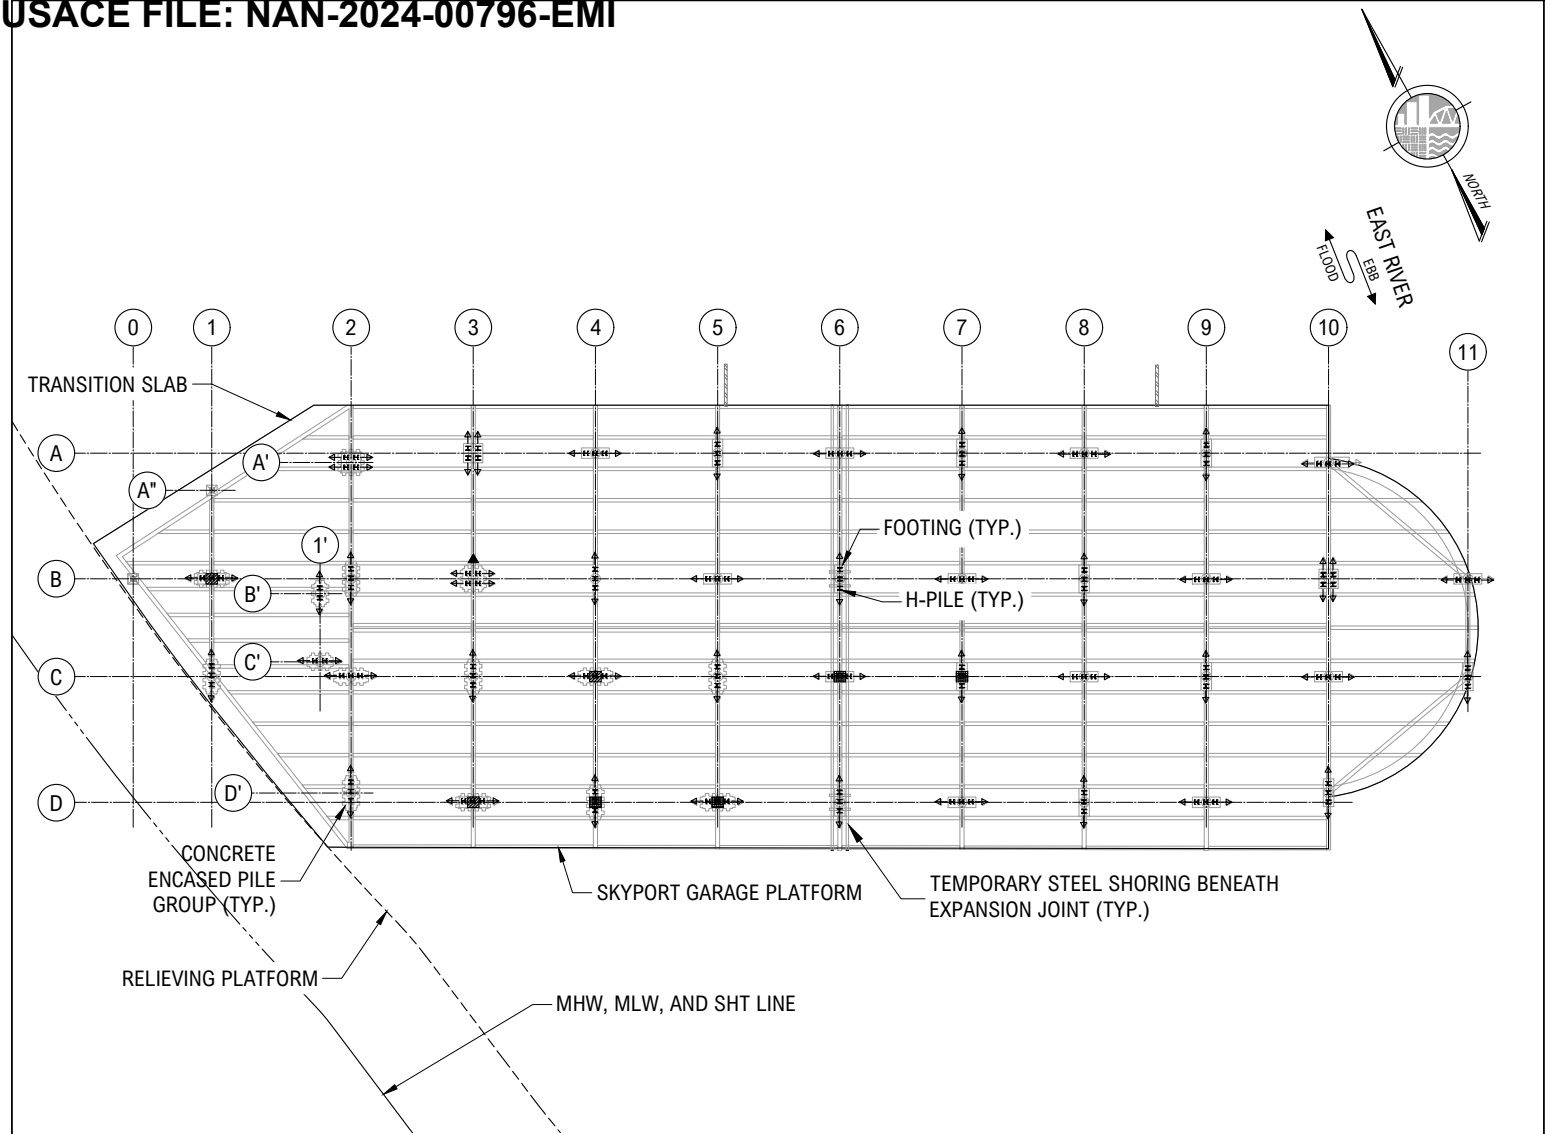 USACE FILE: NAN-2024-00796-EMI
NORTH
EAST RIVER
FLOOD
EBB
0
1
2
3
4
5
6
7
8
9
10
11
TRANSITION SLAB
A
A'
A"
1'
FOOTING (TYP.)
B
B'
H-PILE (TYP.)
C'
C
D'
D
CONCRETE
ENCASED PILE
GROUP (TYP.)
SKYPORT GARAGE PLATFORM
TEMPORARY STEEL SHORING BENEATH
EXPANSION JOINT (TYP.)
RELIEVING PLATFORM
MHW, MLW, AND SHT LINE